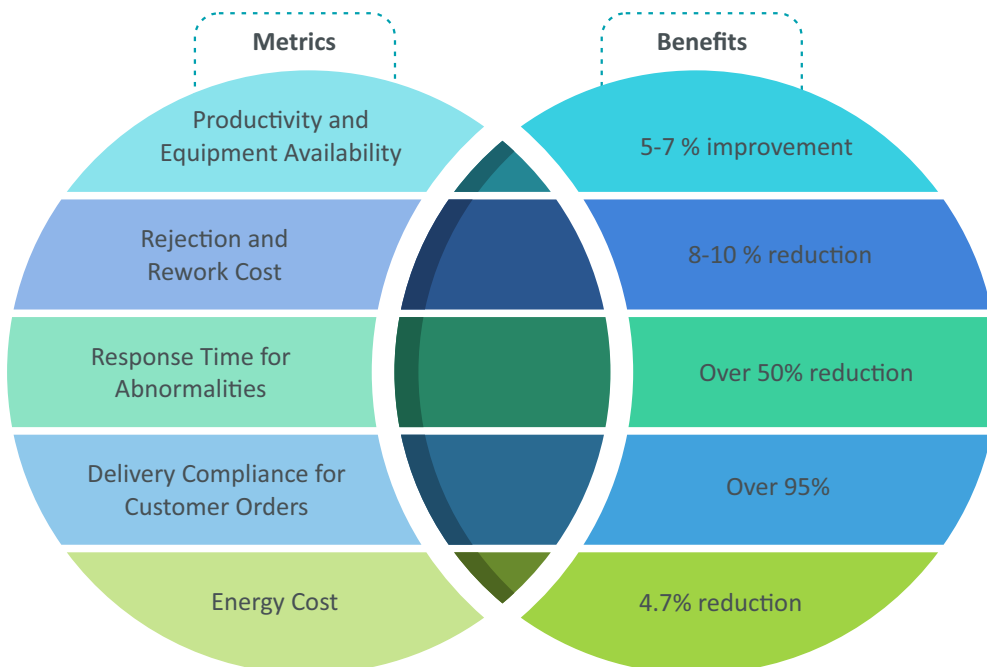 Metrics
Benefits
Productivity and
Equipment Availability
5-7 % improvement
Rejection and
Rework Cost
8-10 % reduction
Response Time for
Abnormalities
Over 50% reduction
Delivery Compliance for
Customer Orders
Over 95%
Energy Cost
4.7% reduction